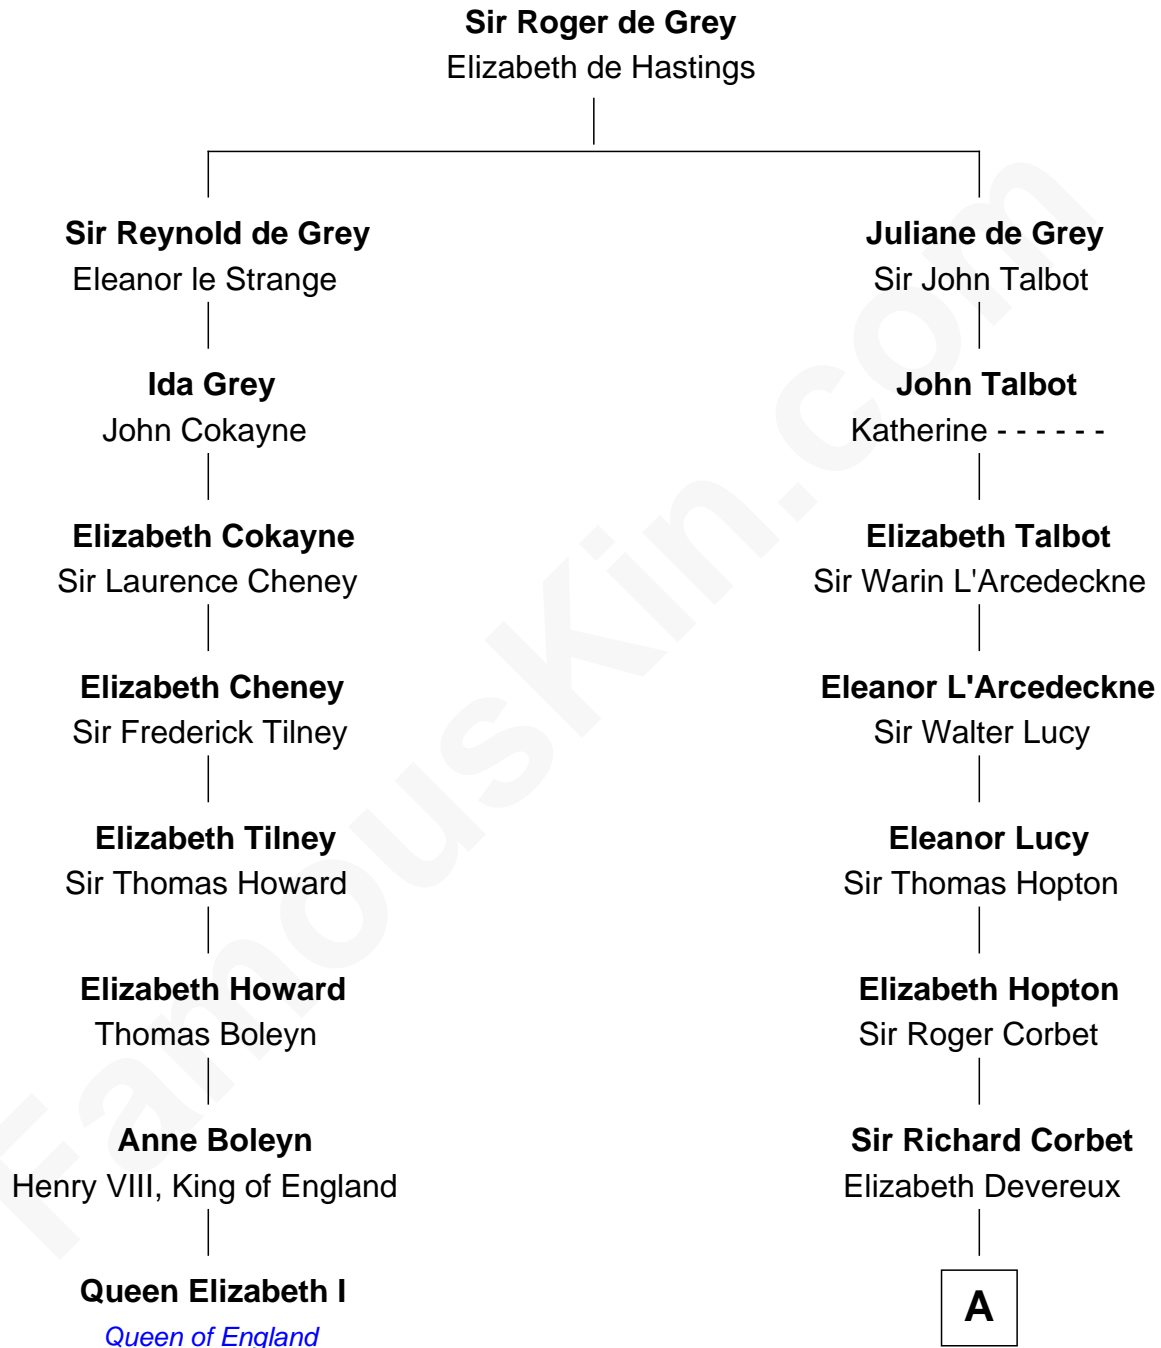 Sir Roger de Grey
Elizabeth de Hastings
Sir Reynold de Grey
Eleanor le Strange
Ida Grey
John Cokayne
Elizabeth Cokayne
Sir Laurence Cheney
Elizabeth Cheney
Sir Frederick Tilney
Elizabeth Tilney
Sir Thomas Howard
Elizabeth Howard
Thomas Boleyn
Anne Boleyn
Henry VIII, King of England
Queen Elizabeth I
Queen of England
Juliane de Grey
Sir John Talbot
John Talbot
Katherine - - - - - -
Elizabeth Talbot
Sir Warin L'Arcedeckne
Eleanor L'Arcedeckne
Sir Walter Lucy
Eleanor Lucy
Sir Thomas Hopton
Elizabeth Hopton
Sir Roger Corbet
Sir Richard Corbet
Elizabeth Devereux
A
FamousKin.com